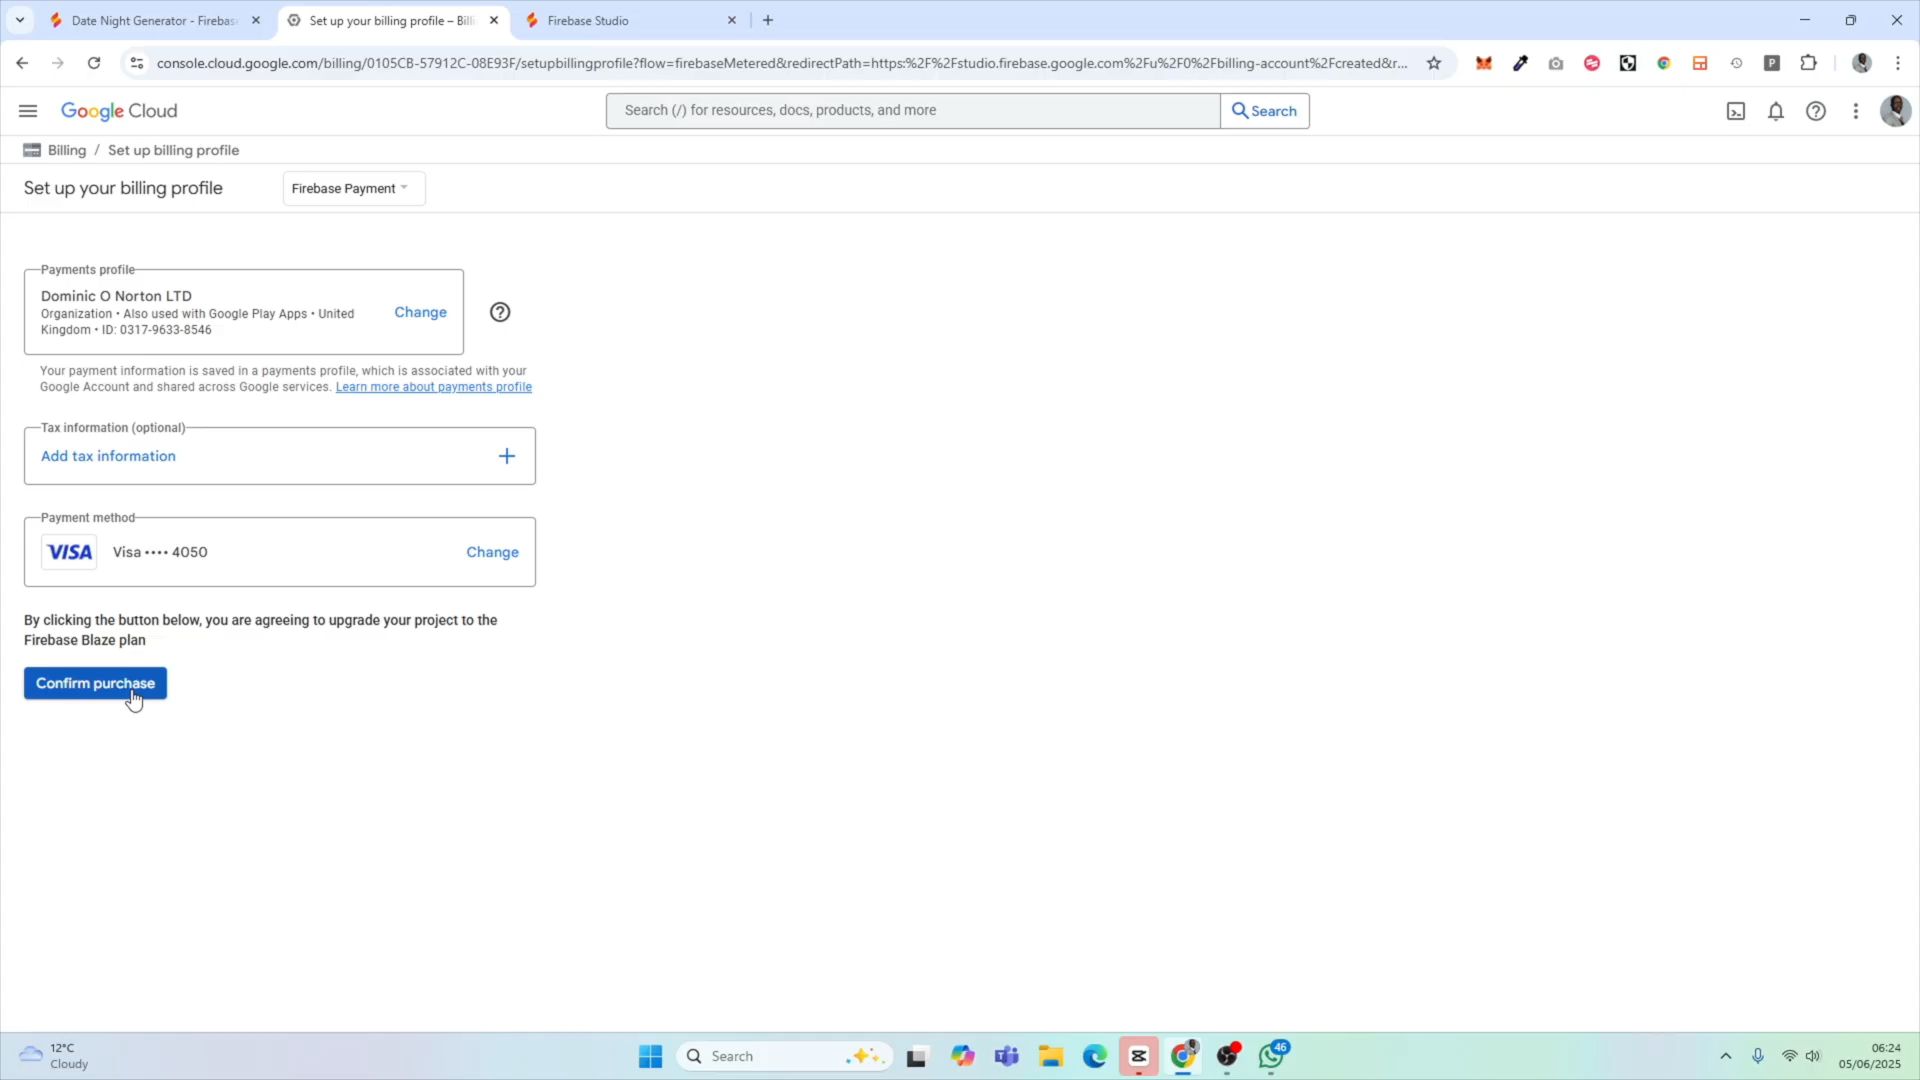 Date Night Generator - Firebas
Set up your billing profile – Billi
Firebase Studio
console.cloud.google.com/billing/0105CB-57912C-08E93F/setupbillingprofile?flow=firebaseMetered&redirectPath=https:%2F%2Fstudio.firebase.google.com%2Fu%2F0%2Fbilling-account%2Fcreated&r...
P
Google Cloud
Search (/) for resources, docs, products, and more
Search
Billing / Set up billing profile
Set up your billing profile
Firebase Payment
Payments profile
Dominic O Norton LTD
Organization • Also used with Google Play Apps • United
Kingdom • ID: 0317-9633-8546
Change
Your payment information is saved in a payments profile, which is associated with your
Google Account and shared across Google services. Learn more about payments profile
Tax information (optional)
Add tax information
Payment method
VISA Visa •••• 4050
Change
By clicking the button below, you are agreeing to upgrade your project to the
Firebase Blaze plan
Confirm purchase
12°C
Cloudy
Search
46
06:24
05/06/2025